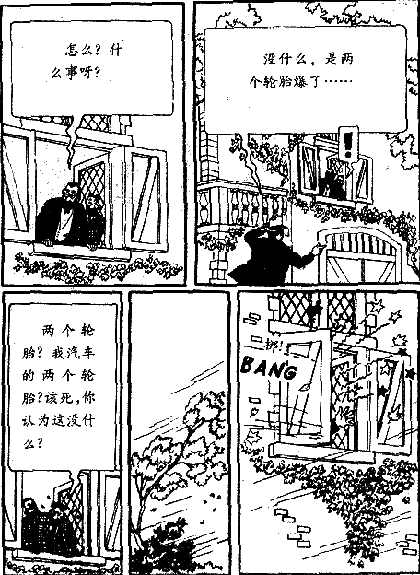 怎么？什
么事呀？
没什么，是两
个轮胎爆了……
!
两个轮
胎？我汽车
的两个轮
胎？该死，你
认为这没什
么？
BANG